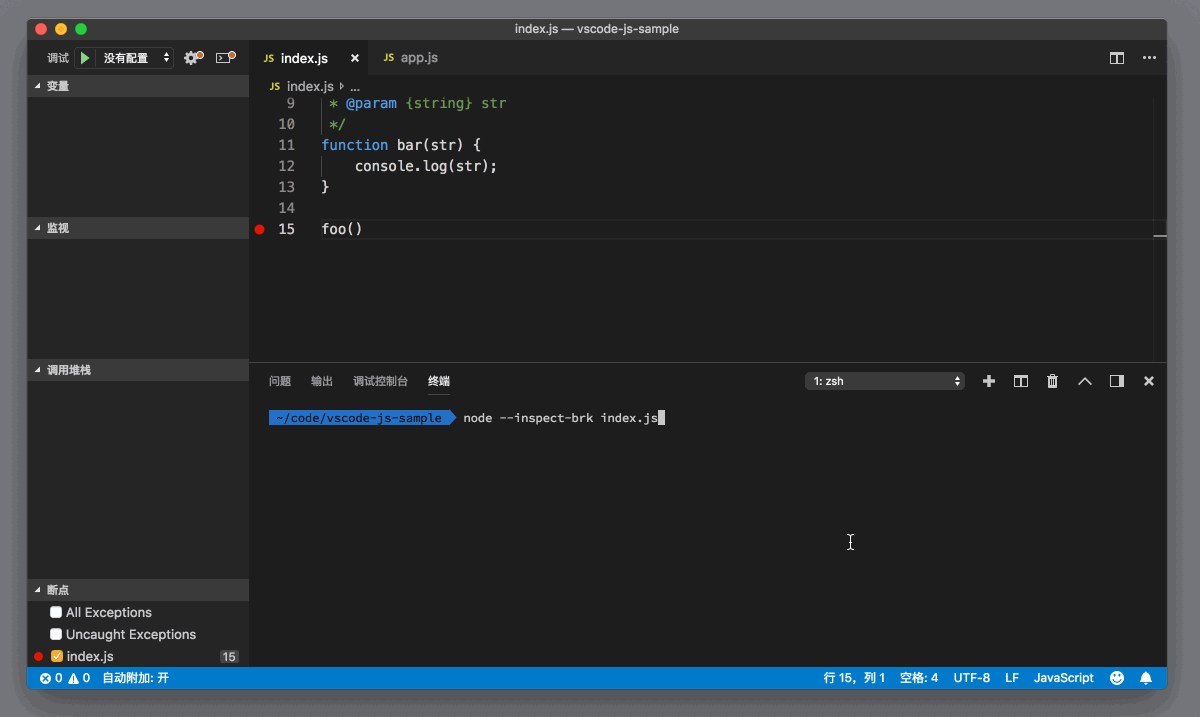 index.js — vscode-js-sample
调试 没有配置
JS index.js × JS app.js
变量
JS index.js ...
9 * @param {string} str
10 */
11 function bar(str) {
12 console.log(str);
13 }
14
15 foo()
监视
调用堆栈
问题 输出 调试控制台 终端 1: zsh
~/code/vscode-js-sample node --inspect-brk index.js
断点
All Exceptions
Uncaught Exceptions
index.js 15
0 0 自动附加: 开 行 15，列 1 空格: 4 UTF-8 LF JavaScript